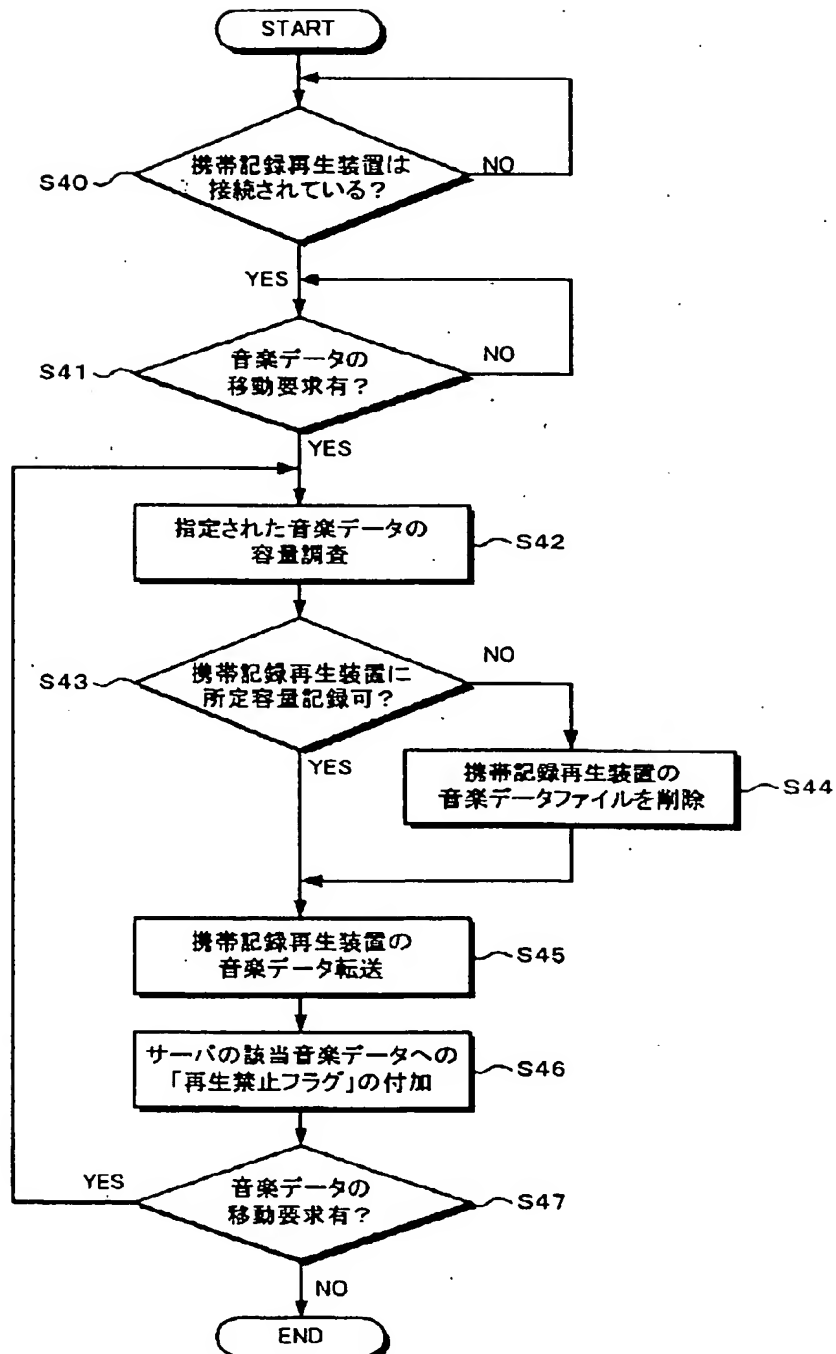 START
携帯記録再生装置は
接続されている?
NO
S40
YES
音楽データの
移動要求有?
NO
S41
YES
指定された音楽データの
容量調査
S42
携帯記録再生装置に
所定容量記録可?
NO
S43
YES
携帯記録再生装置の
音楽データファイルを削除
S44
携帯記録再生装置の
音楽データ転送
S45
サーバの該当音楽データへの
「再生禁止フラグ」の付加
S46
YES
音楽データの
移動要求有?
S47
NO
END